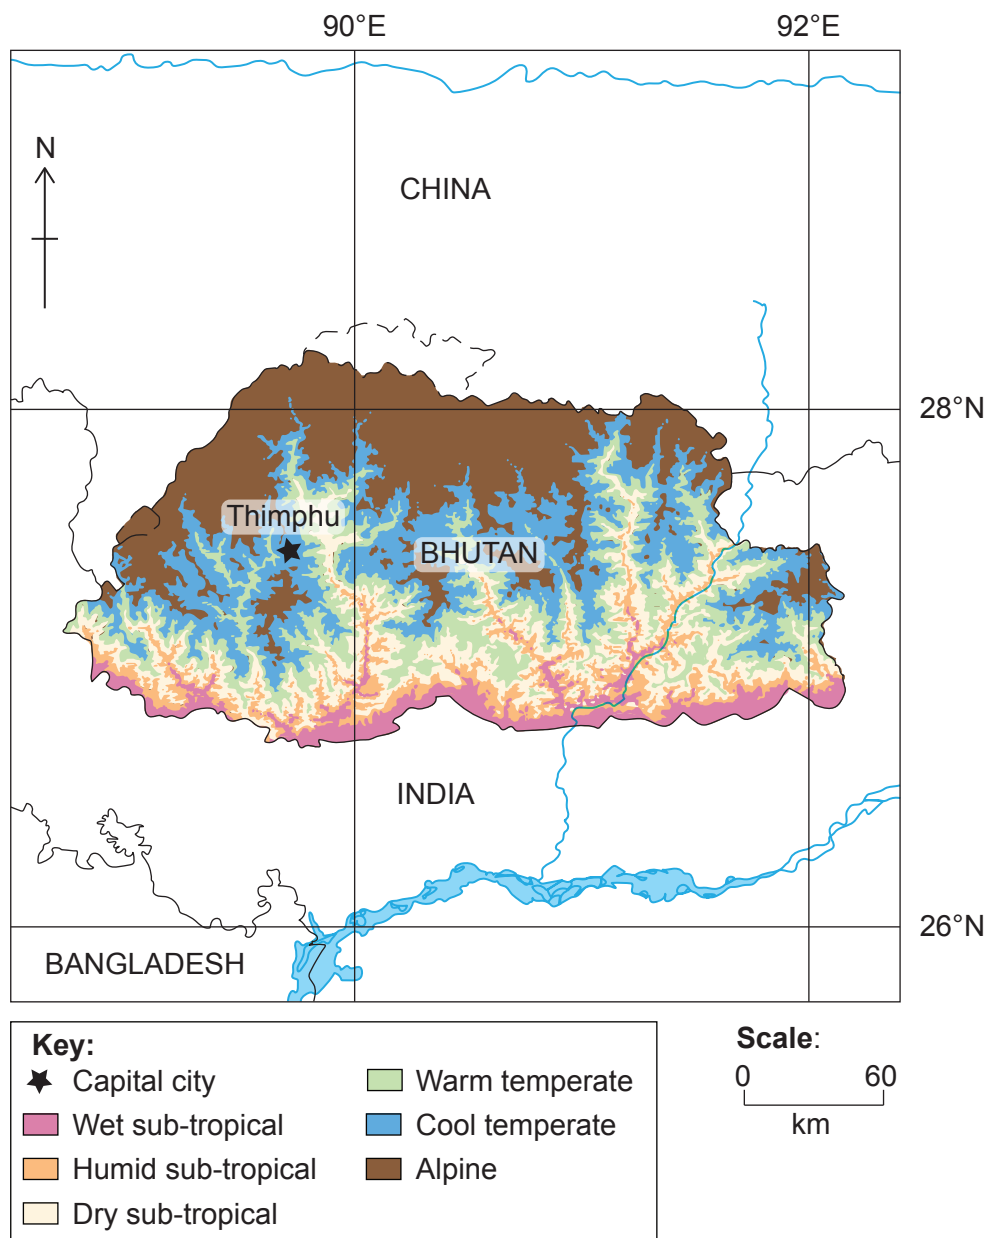 90°E
92°E
N
CHINA
28°N
Thimphu
BHUTAN
INDIA
26°N
BANGLADESH
Key:
Capital city
Wet sub-tropical
Humid sub-tropical
Dry sub-tropical
Warm temperate
Cool temperate
Alpine
Scale:
0 60
km